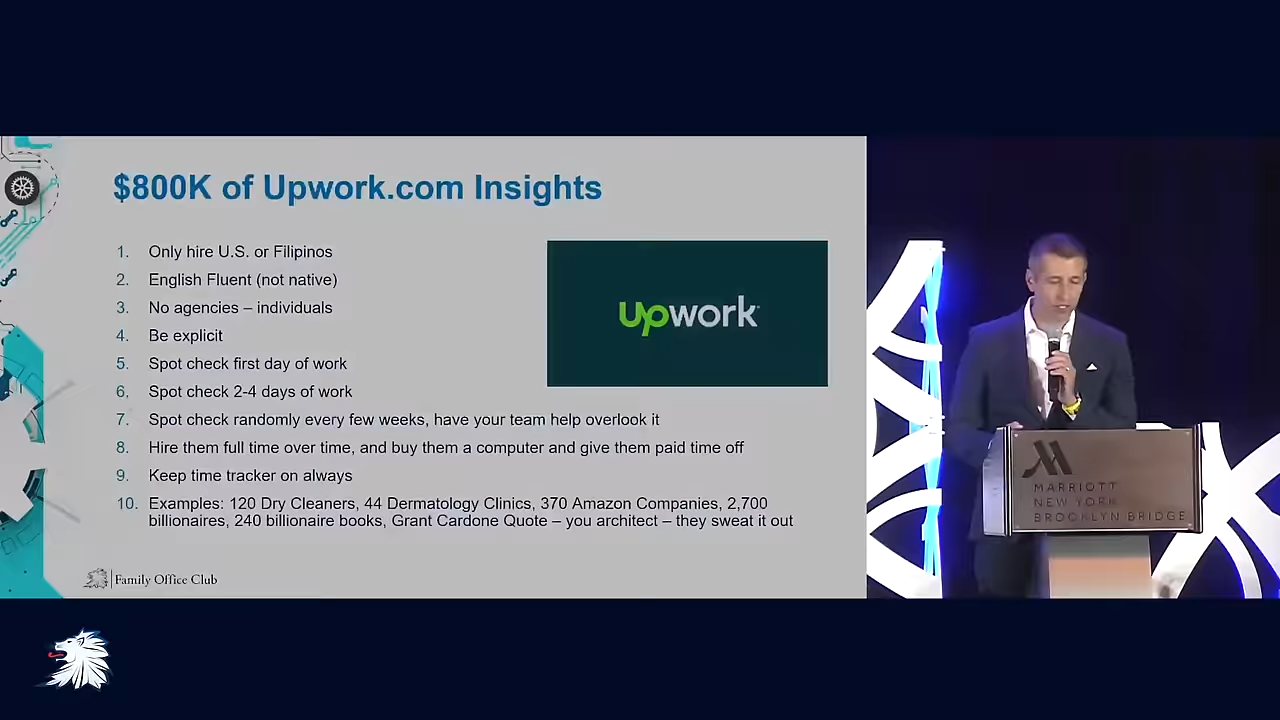 $800K of Upwork.com Insights
1. Only hire U.S. or Filipinos
2. English Fluent (not native)
3. No agencies – individuals
4. Be explicit
5. Spot check first day of work
6. Spot check 2-4 days of work
7. Spot check randomly every few weeks, have your team help overlook it
8. Hire them full time over time, and buy them a computer and give them paid time off
9. Keep time tracker on always
10. Examples: 120 Dry Cleaners, 44 Dermatology Clinics, 370 Amazon Companies, 2,700
billionaires, 240 billionaire books, Grant Cardone Quote – you architect – they sweat it out
upwork
Family Office Club
MARRIOTT
NEW YORK
BROOKLYN BRIDGE